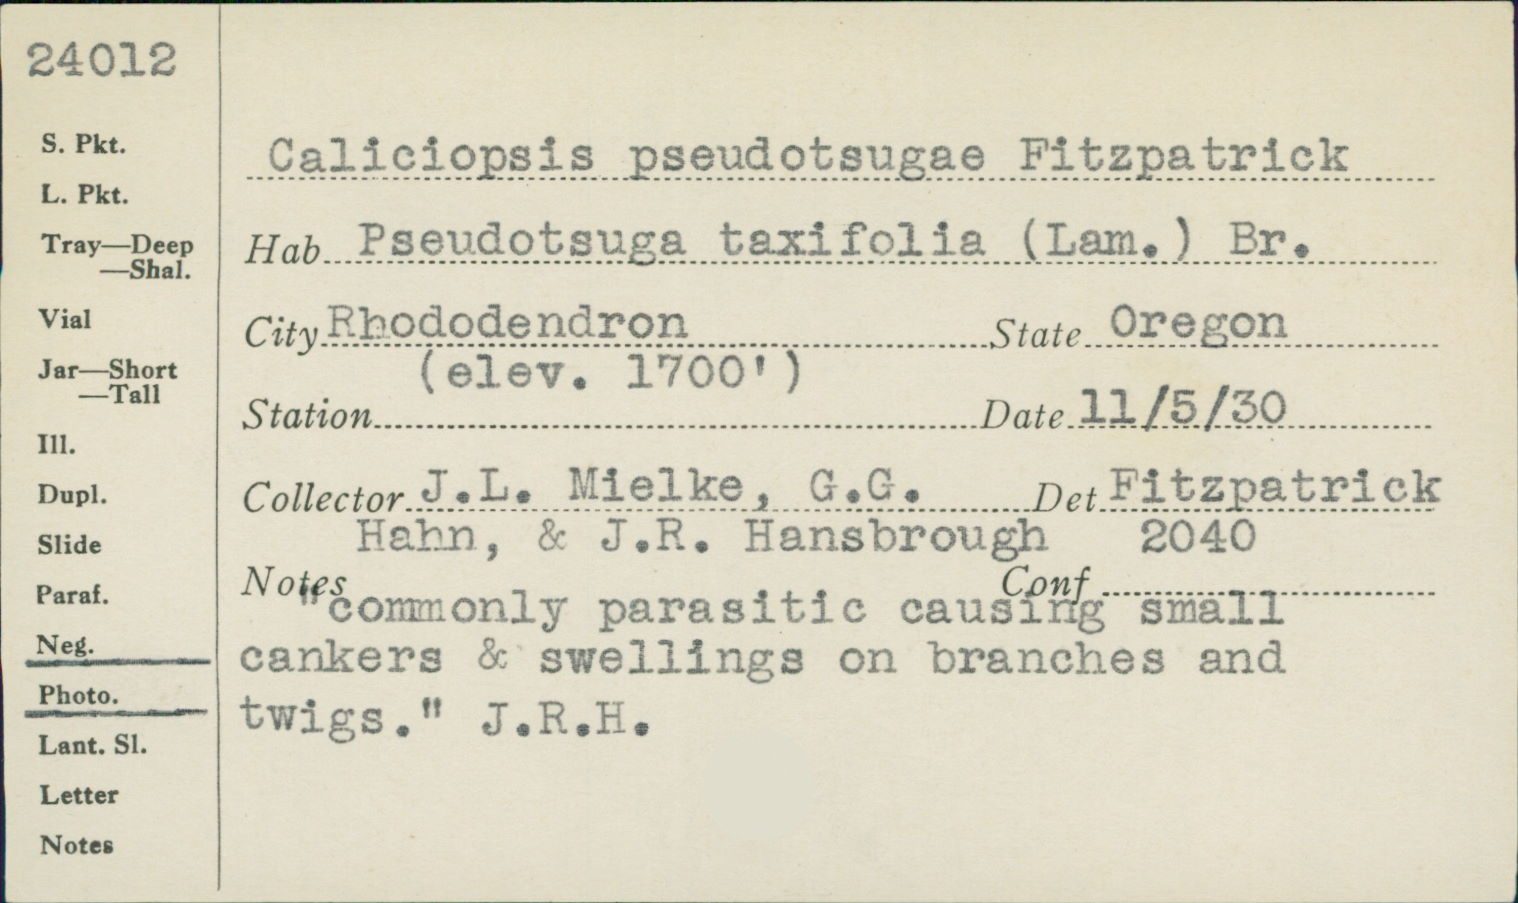 24012
S. Pkt.
L. Pkt.
Tray—Deep
—Shal.
Vial
Jar—Short
—Tall
Ill.
Dupl.
Slide
Paraf.
Neg.
Photo.
Lant. Sl.
Letter
Notes
Caliciopsis pseudotsugae Fitzpatrick
Hab Pseudotsuga taxifolia (Lam.) Br.
City Rhododendron State Oregon
(elev. 1700')
Station Date 11/5/30
Collector J.L. Mielke, G.G. Det Fitzpatrick
Hahn, & J.R. Hansbrough 2040
Notes Conf
"commonly parasitic causing small
cankers & swellings on branches and
twigs." J.R.H.